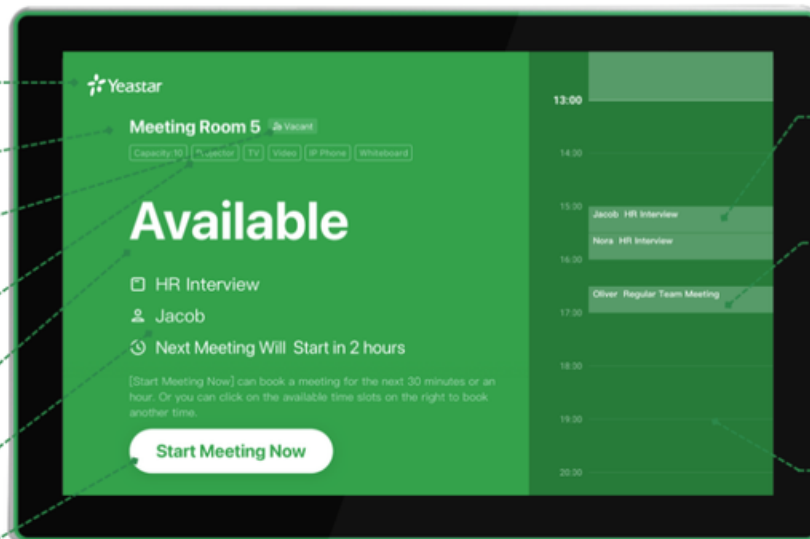 Yeastar
Meeting Room 5 Vacant
Capacity:10 Projector TV Video IP Phone Whiteboard
Available
HR Interview
Jacob
Next Meeting Will Start in 2 hours
[Start Meeting Now] can book a meeting for the next 30 minutes or an
hour. Or you can click on the available time slots on the right to book
another time.
Start Meeting Now
13:00
14:00
15:00
Jacob HR Interview
Nora HR Interview
16:00
Oliver Regular Team Meeting
17:00
18:00
19:00
20:00